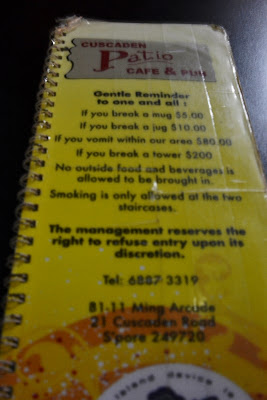 CUSCADEN
Patio
CAFE & PUB
Gentle Reminder
to one and all :
If you break a mug $5.00
If you break a jug $10.00
If you vomit within our area $80.00
If you break a tower $200
No outside food and beverages is
allowed to be brought in.
Smoking is only allowed at the two
staircases.
The management reserves the
right to refuse entry upon its
discretion.
Tel: 6887 3319
B1-11 Ming Arcade
21 Cuscaden Road
S'pore 249720
island device is